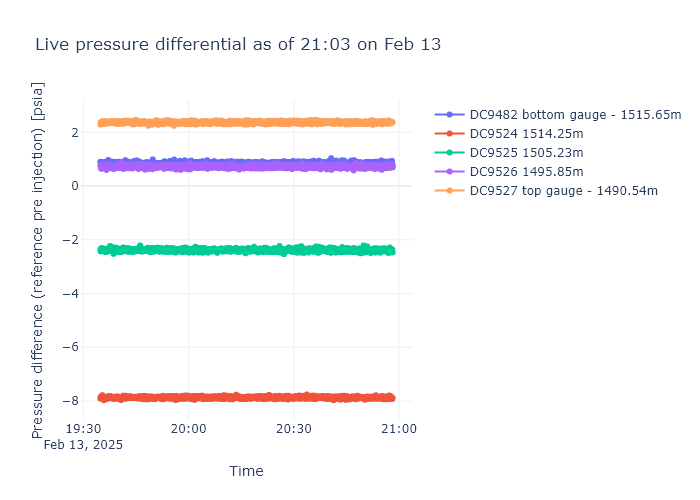 Live pressure differential as of 21:03 on Feb 13
Pressure difference (reference pre injection) [psia]
2
0
−2
−4
−6
−8
19:30
Feb 13, 2025
20:00
20:30
21:00
Time
DC9482 bottom gauge - 1515.65m
DC9524 1514.25m
DC9525 1505.23m
DC9526 1495.85m
DC9527 top gauge - 1490.54m